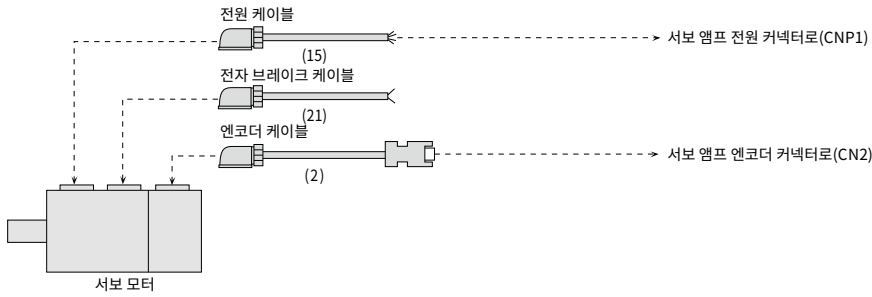 전원 케이블
서보 앰프 전원 커넥터로(CNP1)
(15)
전자 브레이크 케이블
(21)
엔코더 케이블
서보 앰프 엔코더 커넥터로(CN2)
(2)
서보 모터